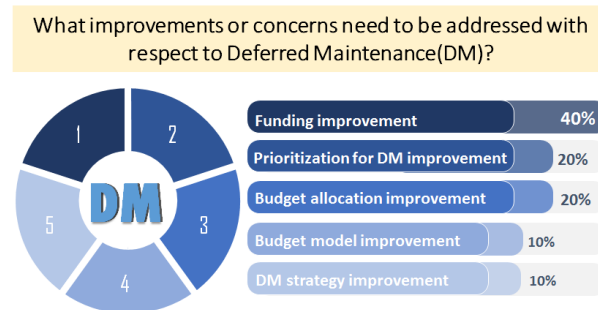 What improvements or concerns need to be addressed with
respect to Deferred Maintenance(DM)?
1
2
3
4
5
DM
Funding improvement 40%
Prioritization for DM improvement 20%
Budget allocation improvement 20%
Budget model improvement 10%
DM strategy improvement 10%